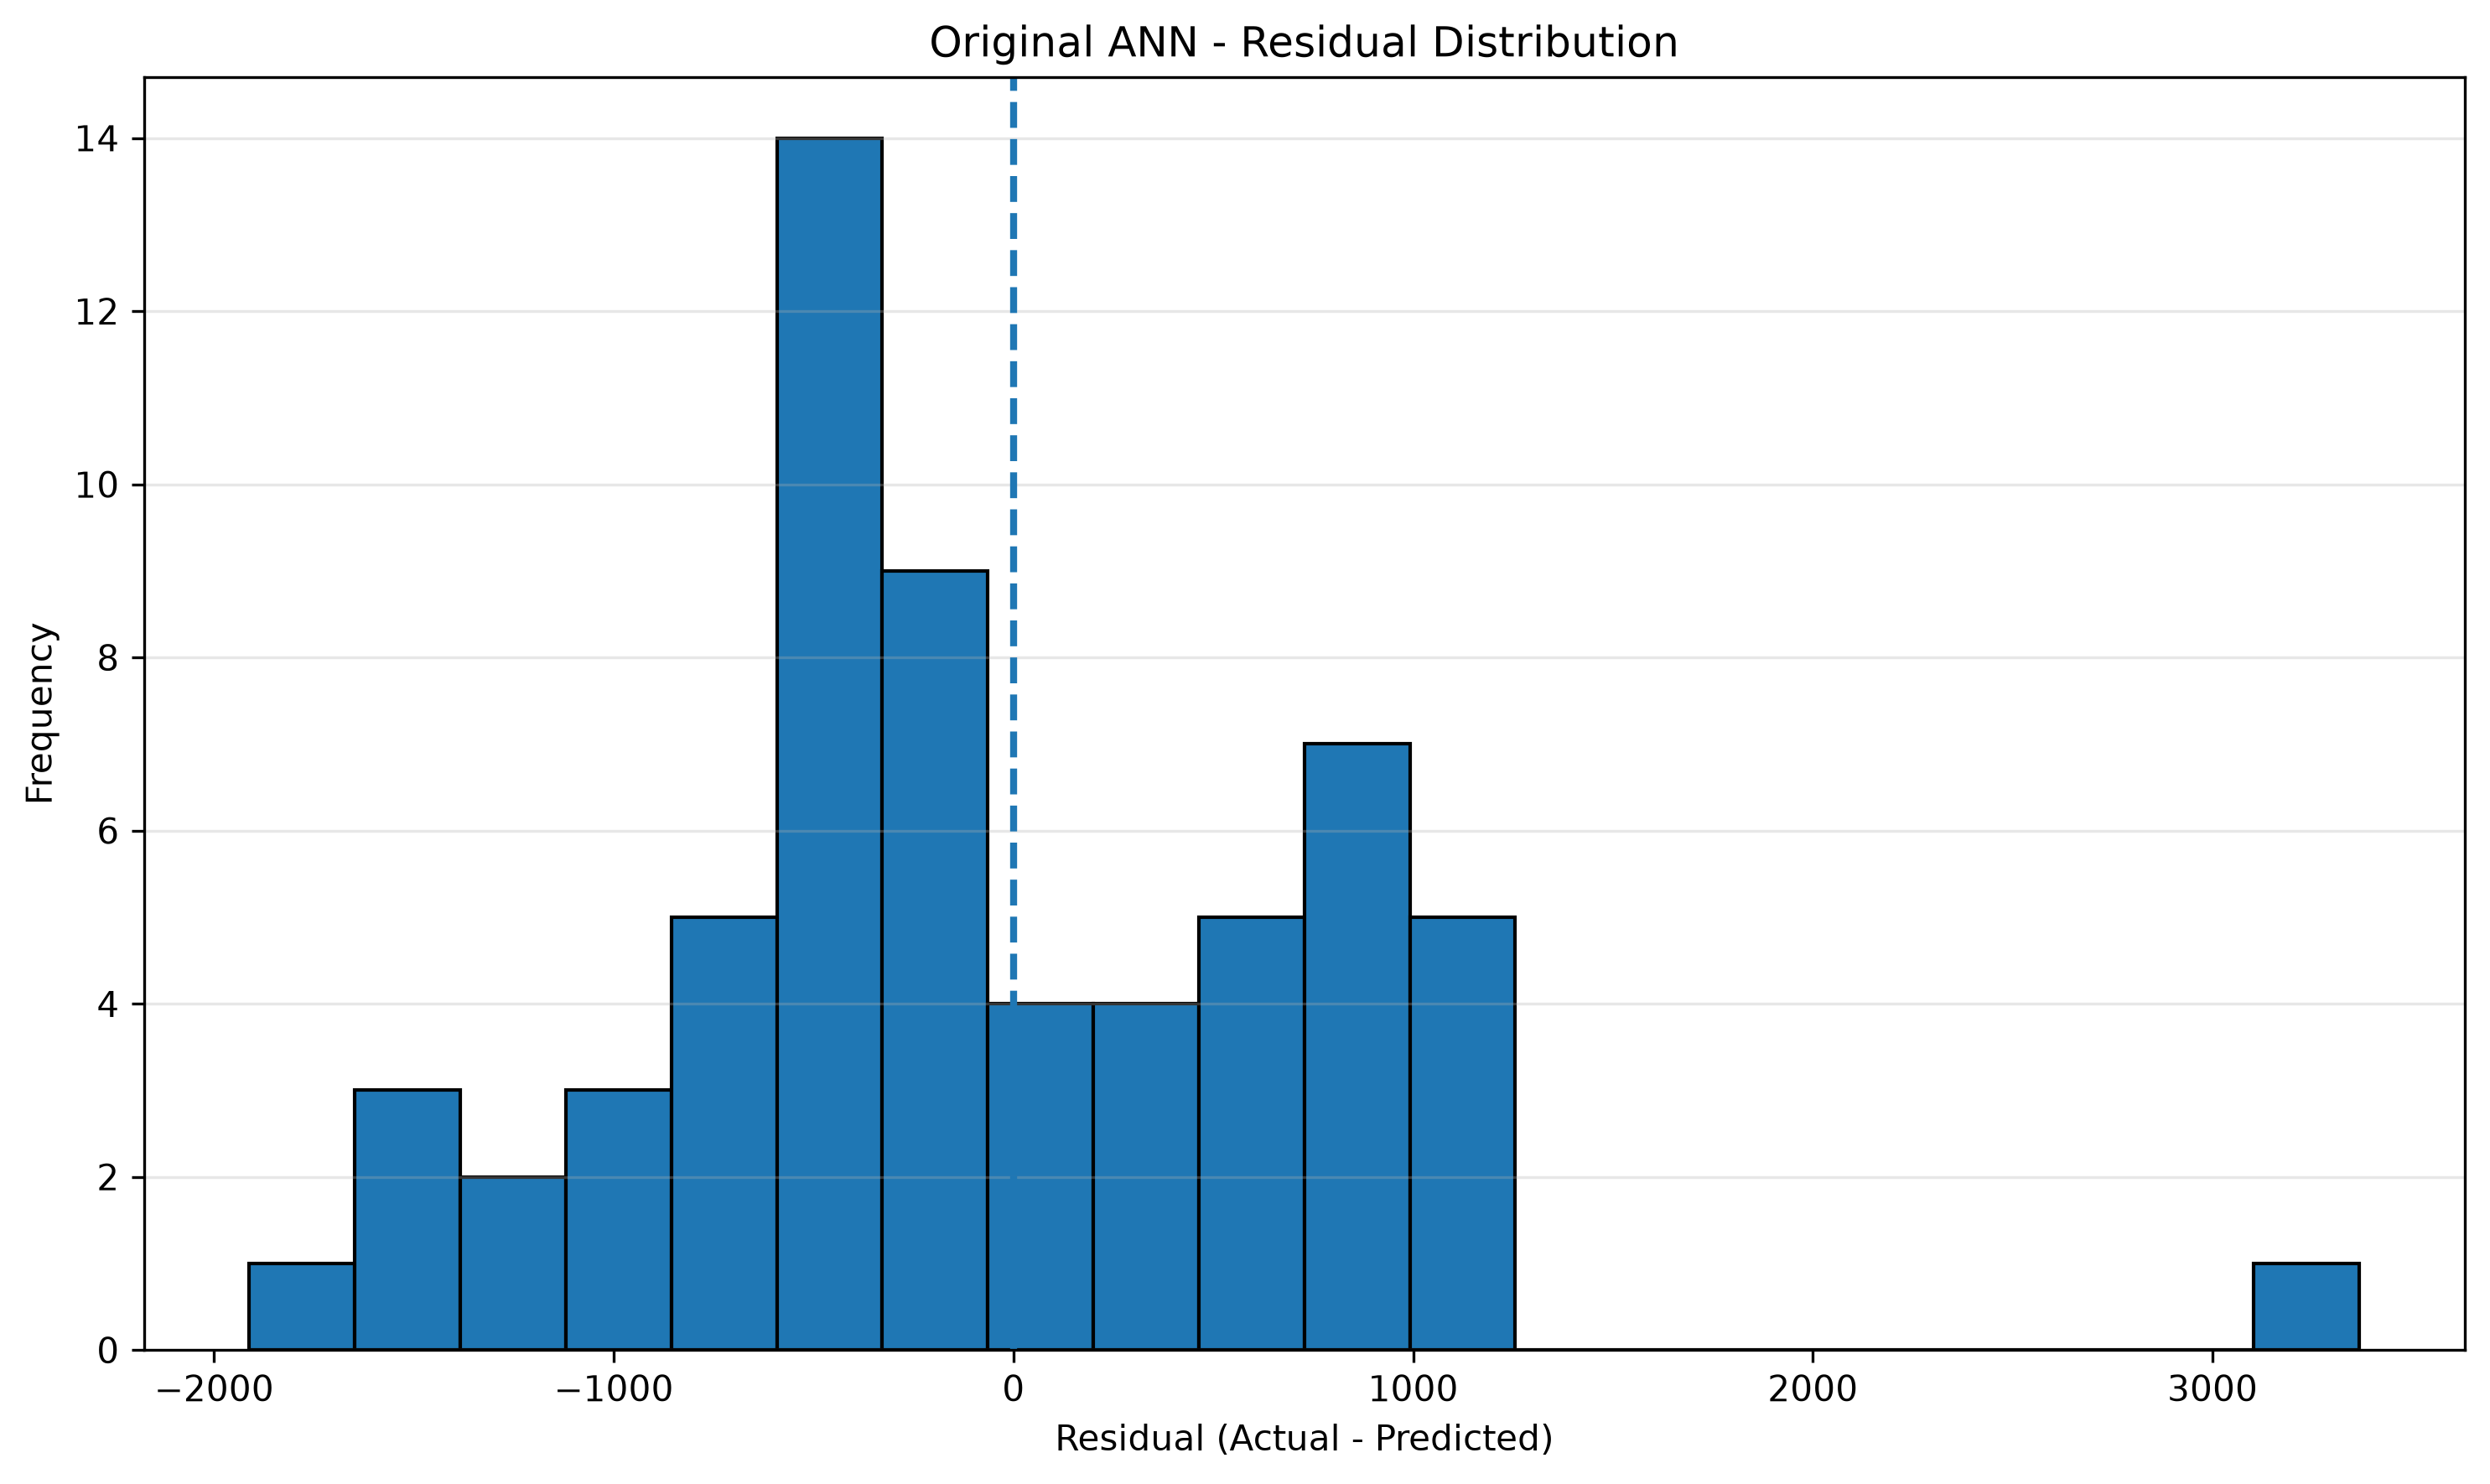 Original ANN - Residual Distribution
14
12
10
8
6
4
2
0
Frequency
−2000 −1000 0 1000 2000 3000
Residual (Actual - Predicted)